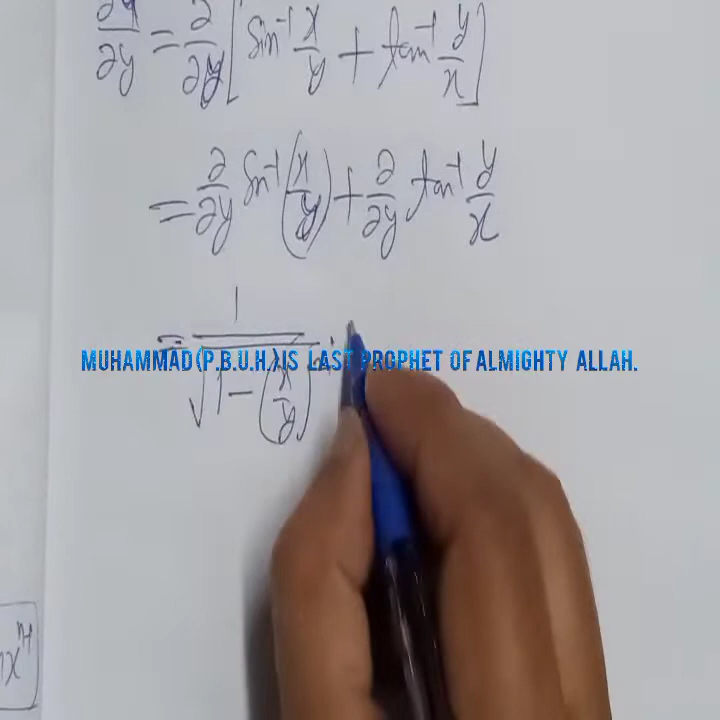 ∂u/∂y = ∂/∂y [sin⁻¹ x/y + tan⁻¹ y/x]
= ∂/∂y sin⁻¹(x/y) + ∂/∂y tan⁻¹ y/x
= 1/√(1-(x/y)²) ·
MUHAMMAD(P.B.U.H.) IS LAST PROPHET OF ALMIGHTY ALLAH.